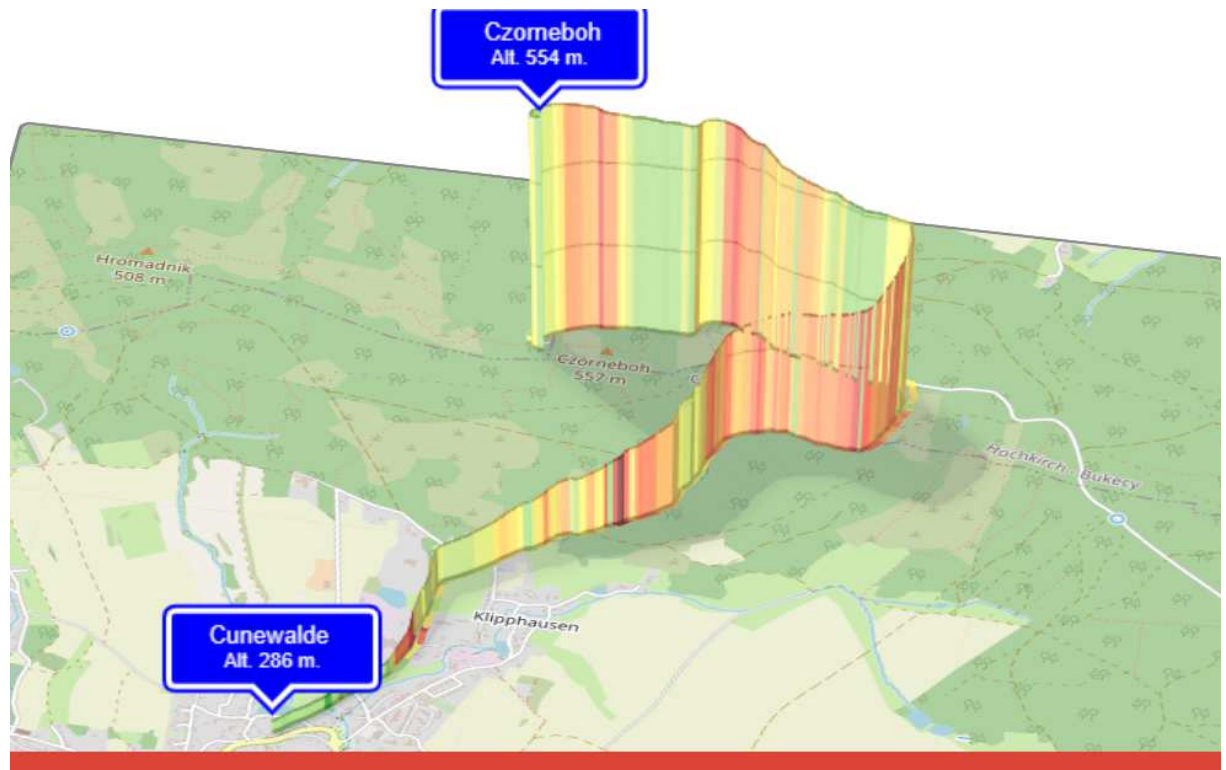 Czorneboh
Alt. 554 m.
Hromadnik
508 m
Czorneboh
557 m
Hochkirch - Bukecy
Klipphausen
Cunewalde
Alt. 286 m.